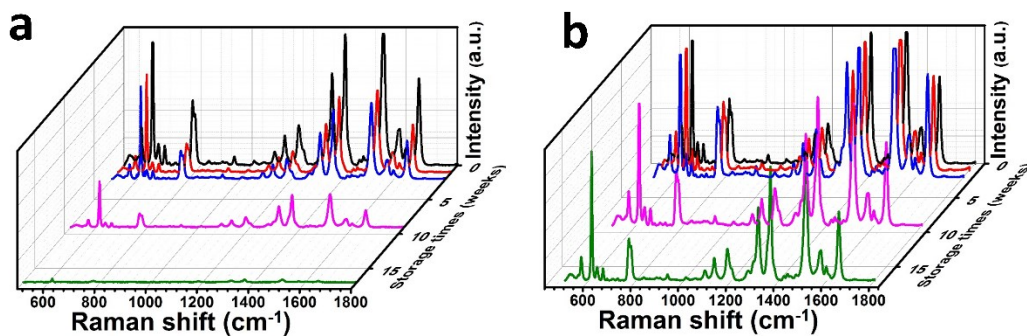 a
Intensity (a.u.)
0
5
10
15
Storage times (weeks)
600 800 1000 1200 1400 1600 1800
Raman shift (cm-1)
b
Intensity (a.u.)
0
5
10
15
Storage times (weeks)
600 800 1000 1200 1400 1600 1800
Raman shift (cm-1)